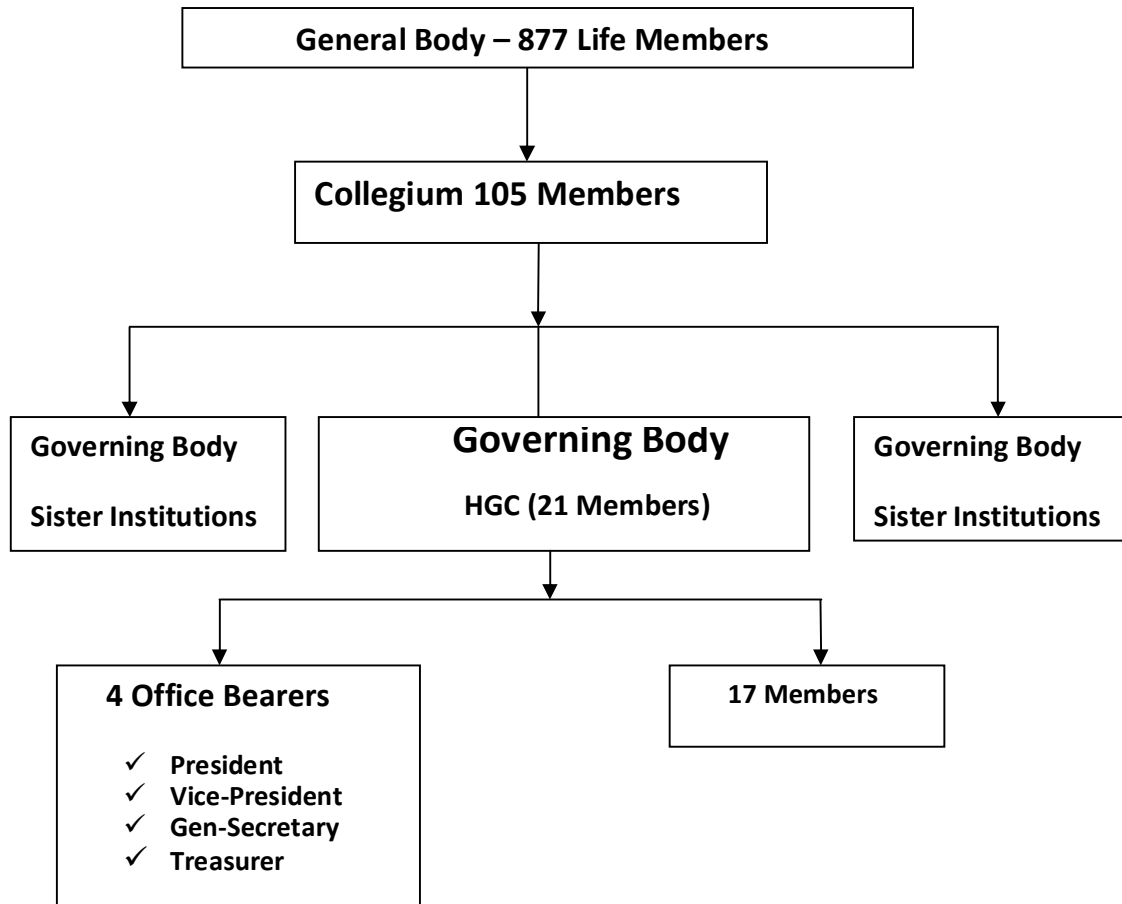 General Body – 877 Life Members
Collegium 105 Members
Governing Body
Sister Institutions
Governing Body
HGC (21 Members)
Governing Body
Sister Institutions
4 Office Bearers
✓ President
✓ Vice-President
✓ Gen-Secretary
✓ Treasurer
17 Members